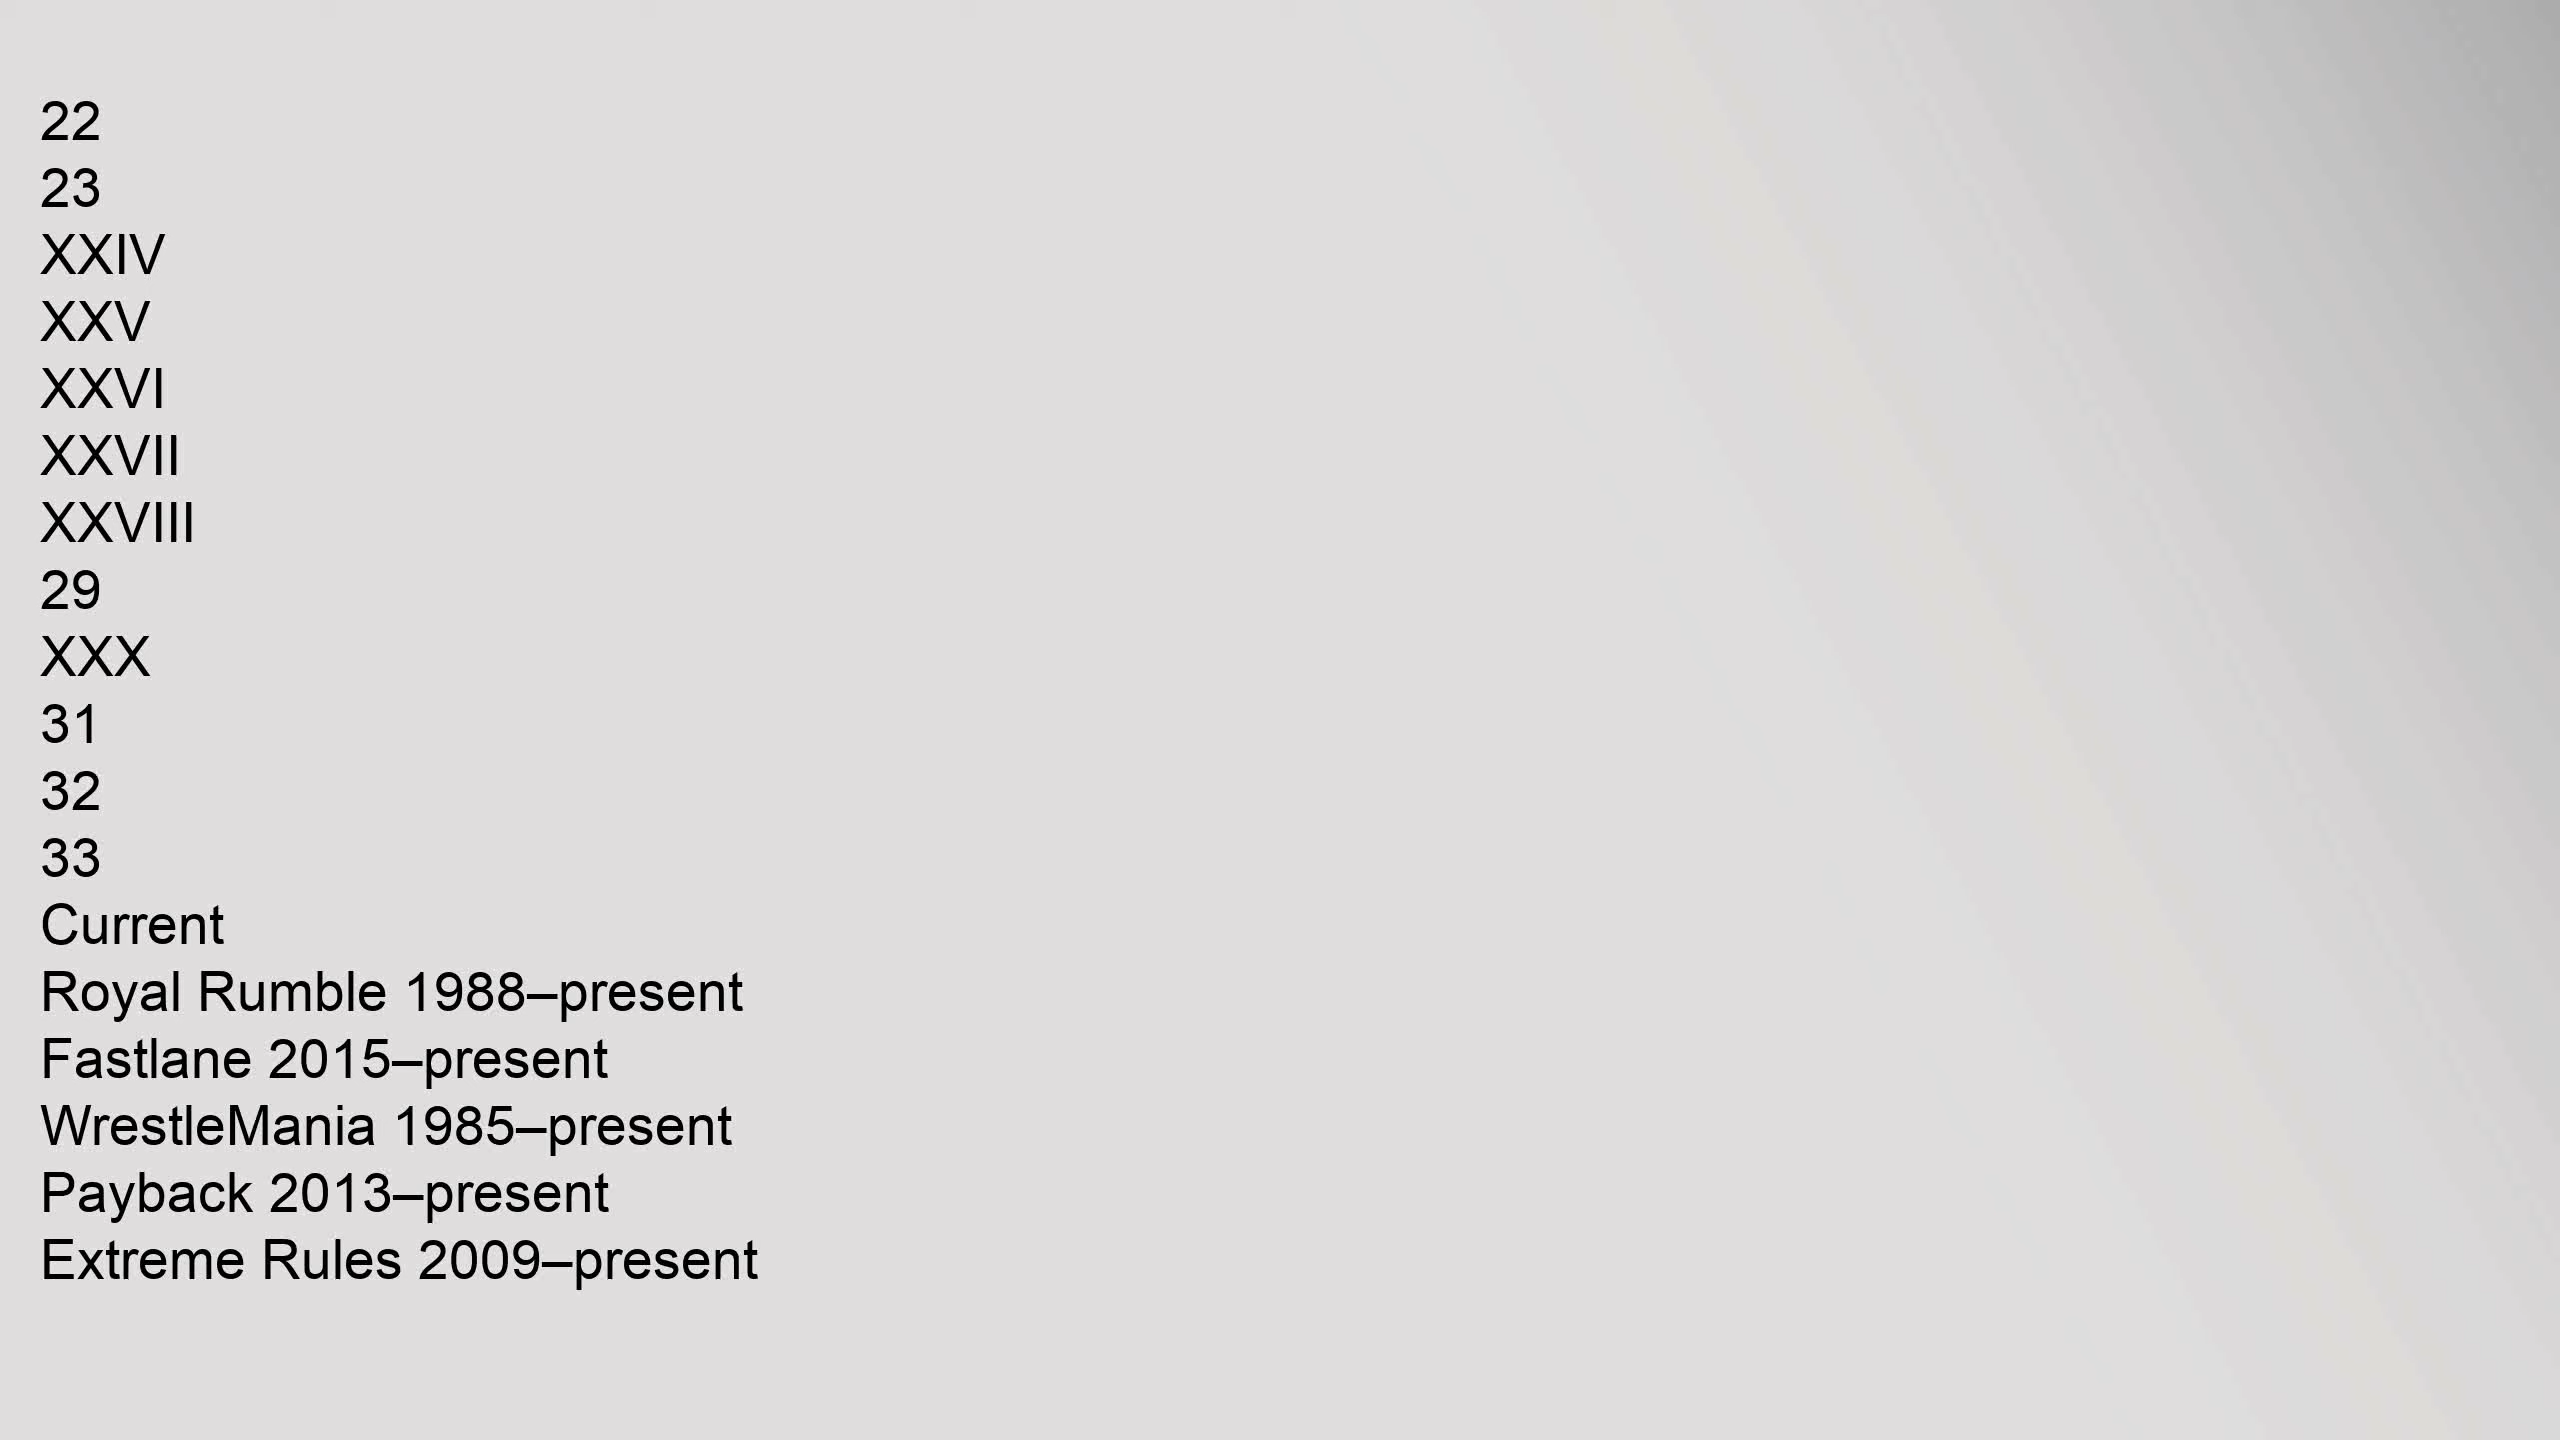 22
23
XXIV
XXV
XXVI
XXVII
XXVIII
29
XXX
31
32
33
Current
Royal Rumble 1988–present
Fastlane 2015–present
WrestleMania 1985–present
Payback 2013–present
Extreme Rules 2009–present